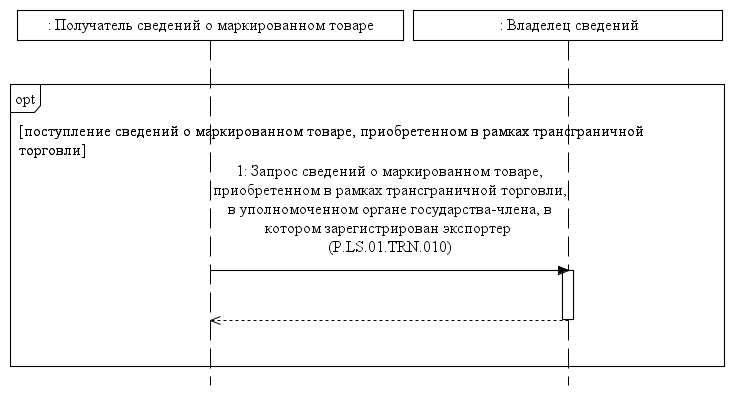 : Получатель сведений о маркированном товаре
: Владелец сведений
opt
[поступление сведений о маркированном товаре, приобретенном в рамках трансграничной
торговли]
1: Запрос сведений о маркированном товаре,
приобретенном в рамках трансграничной торговли,
в уполномоченном органе государства-члена, в
котором зарегистрирован экспортер
(P.LS.01.TRN.010)